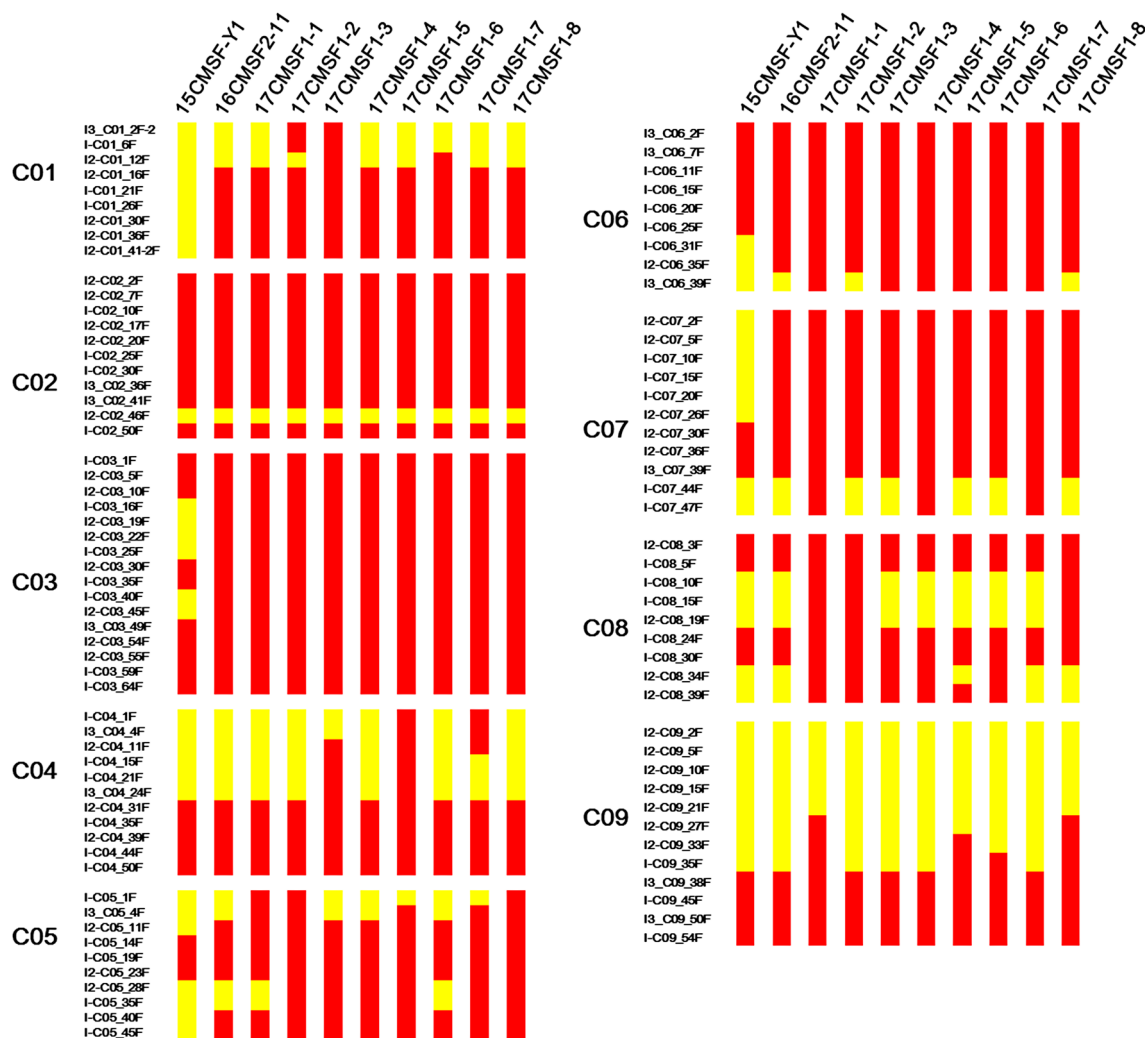 15CMSF-Y1
16CMSF2-11
17CMSF1-1
17CMSF1-2
17CMSF1-3
17CMSF1-4
17CMSF1-5
17CMSF1-6
17CMSF1-7
17CMSF1-8
C01
I3_C01_2F-2
I-C01_6F
I2-C01_12F
I2-C01_16F
I-C01_21F
I-C01_26F
I2-C01_30F
I2-C01_36F
I2-C01_41-2F
C02
I2-C02_2F
I2-C02_7F
I-C02_10F
I2-C02_17F
I2-C02_20F
I-C02_25F
I-C02_30F
I3_C02_36F
I3_C02_41F
I2-C02_46F
I-C02_50F
C03
I-C03_1F
I2-C03_5F
I2-C03_10F
I-C03_16F
I2-C03_19F
I2-C03_22F
I-C03_25F
I2-C03_30F
I-C03_35F
I-C03_40F
I2-C03_45F
I3_C03_49F
I2-C03_54F
I2-C03_55F
I-C03_59F
I-C03_64F
C04
I-C04_1F
I3_C04_4F
I2-C04_11F
I-C04_15F
I-C04_21F
I3_C04_24F
I2-C04_31F
I-C04_35F
I2-C04_39F
I-C04_44F
I-C04_50F
C05
I-C05_1F
I3_C05_4F
I2-C05_11F
I-C05_14F
I-C05_19F
I2-C05_23F
I2-C05_28F
I-C05_35F
I-C05_40F
I-C05_45F
15CMSF-Y1
16CMSF2-11
17CMSF1-1
17CMSF1-2
17CMSF1-3
17CMSF1-4
17CMSF1-5
17CMSF1-6
17CMSF1-7
17CMSF1-8
C06
I3_C06_2F
I3_C06_7F
I-C06_11F
I-C06_15F
I-C06_20F
I-C06_25F
I-C06_31F
I2-C06_35F
I3_C06_39F
C07
I2-C07_2F
I2-C07_5F
I-C07_10F
I-C07_15F
I-C07_20F
I2-C07_26F
I2-C07_30F
I2-C07_36F
I3_C07_39F
I-C07_44F
I-C07_47F
C08
I2-C08_3F
I-C08_5F
I-C08_10F
I-C08_15F
I2-C08_19F
I-C08_24F
I-C08_30F
I2-C08_34F
I2-C08_39F
C09
I2-C09_2F
I2-C09_5F
I2-C09_10F
I2-C09_15F
I2-C09_21F
I2-C09_27F
I2-C09_33F
I-C09_35F
I3_C09_38F
I-C09_45F
I3_C09_50F
I-C09_54F